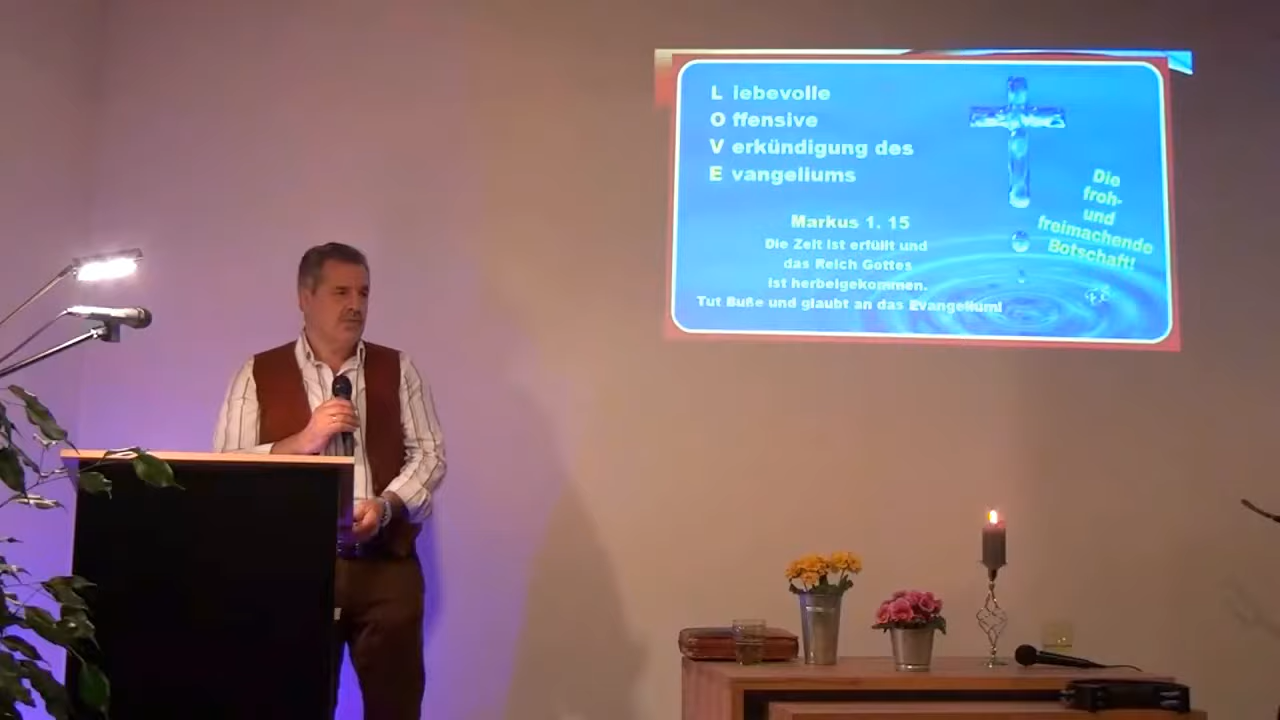 L iebevolle
O ffensive
V erkündigung des
E vangeliums
Markus 1. 15
Die Zeit ist erfüllt und
das Reich Gottes
ist herbeigekommen.
Tut Buße und glaubt an das Evangelium!
Die
froh-
und
freimachende
Botschaft!